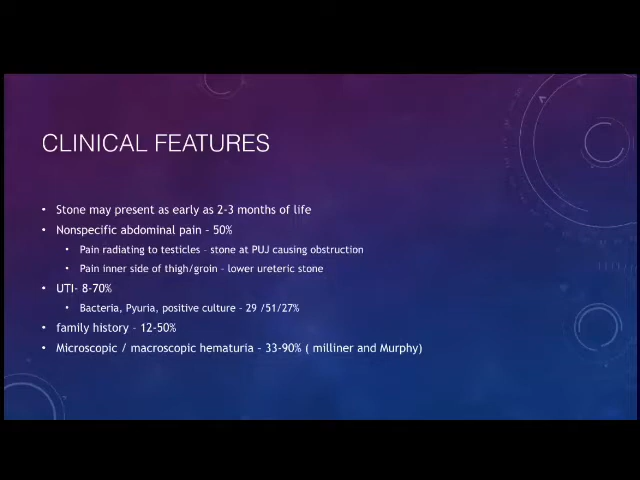 CLINICAL FEATURES
• Stone may present as early as 2-3 months of life
• Nonspecific abdominal pain – 50%
• Pain radiating to testicles – stone at PUJ causing obstruction
• Pain inner side of thigh/groin – lower ureteric stone
• UTI- 8-70%
• Bacteria, Pyuria, positive culture – 29 /51/27%
• family history – 12-50%
• Microscopic / macroscopic hematuria – 33-90% ( milliner and Murphy)